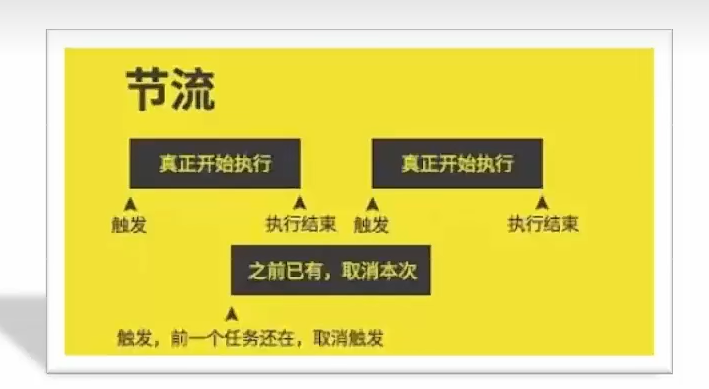 节流
真正开始执行 真正开始执行
触发 执行结束 触发 执行结束
之前已有，取消本次
触发，前一个任务还在，取消触发